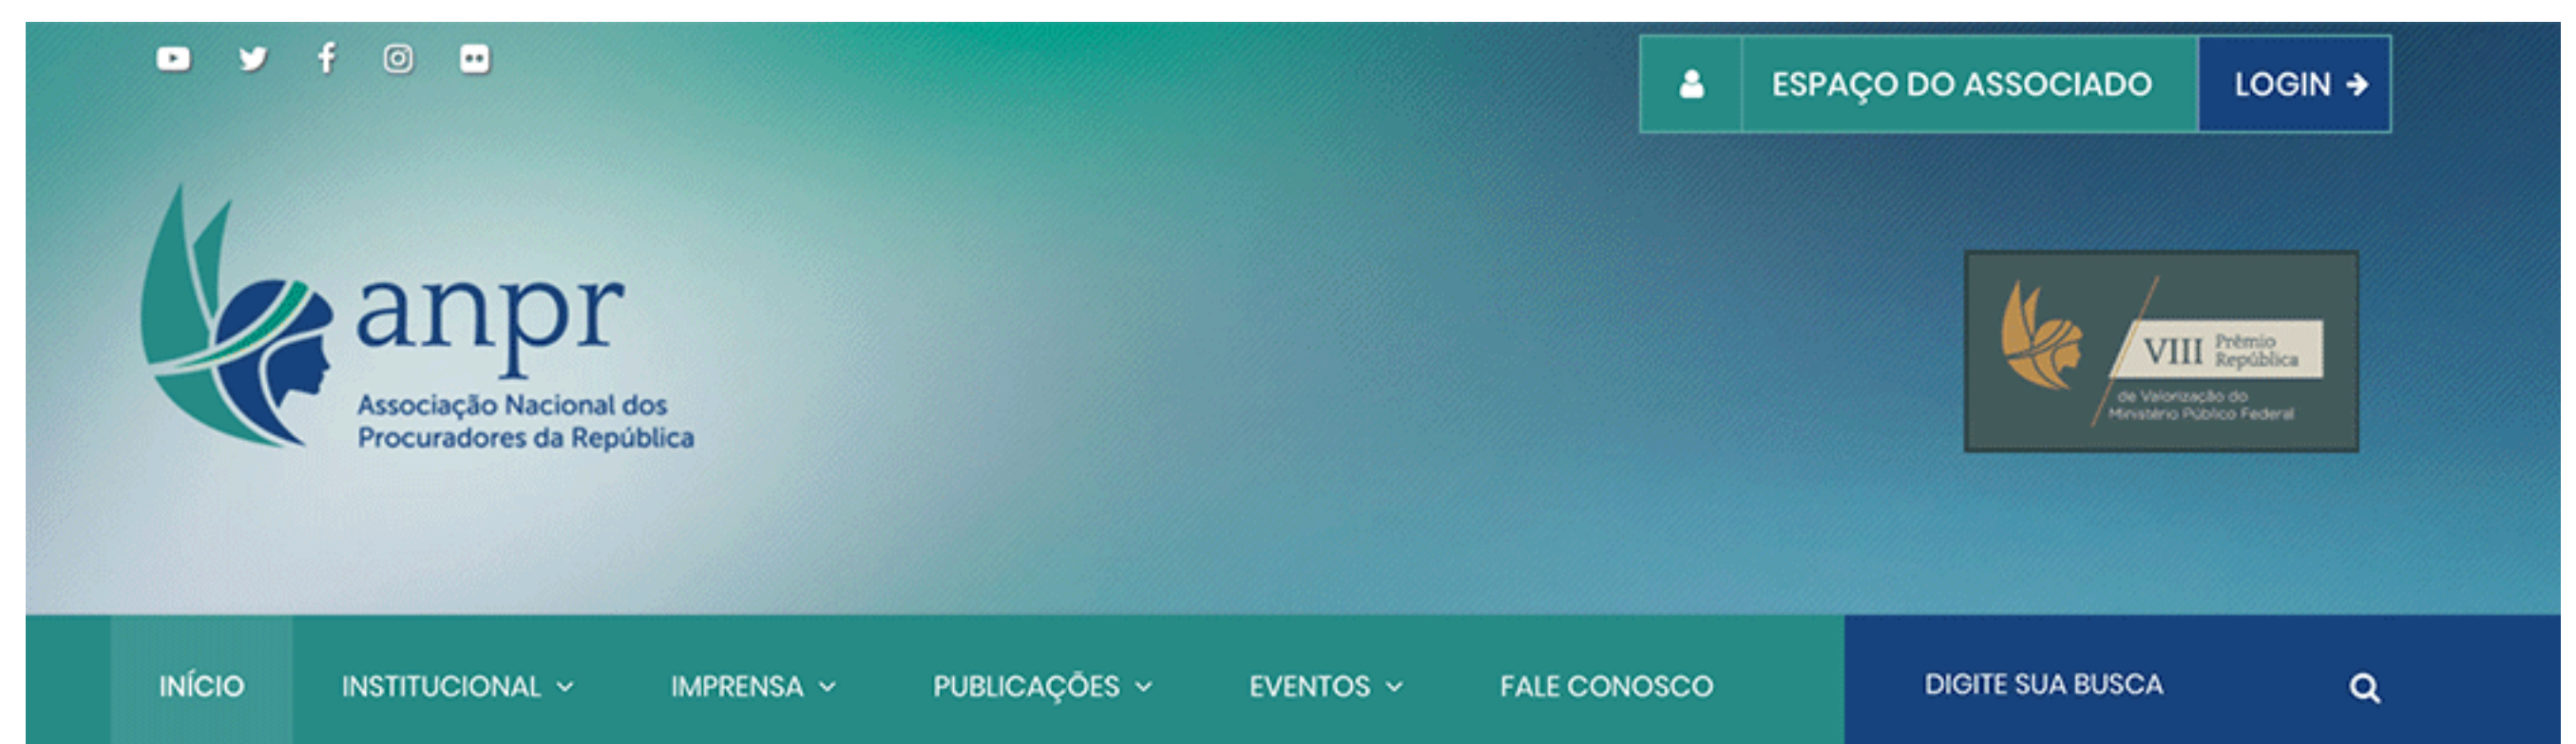 ESPAÇO DO ASSOCIADO
LOGIN
anpr
Associação Nacional dos
Procuradores da República
VIII Prêmio
República
de Valorização do
Ministério Público Federal
INÍCIO
INSTITUCIONAL
IMPRENSA
PUBLICAÇÕES
EVENTOS
FALE CONOSCO
DIGITE SUA BUSCA